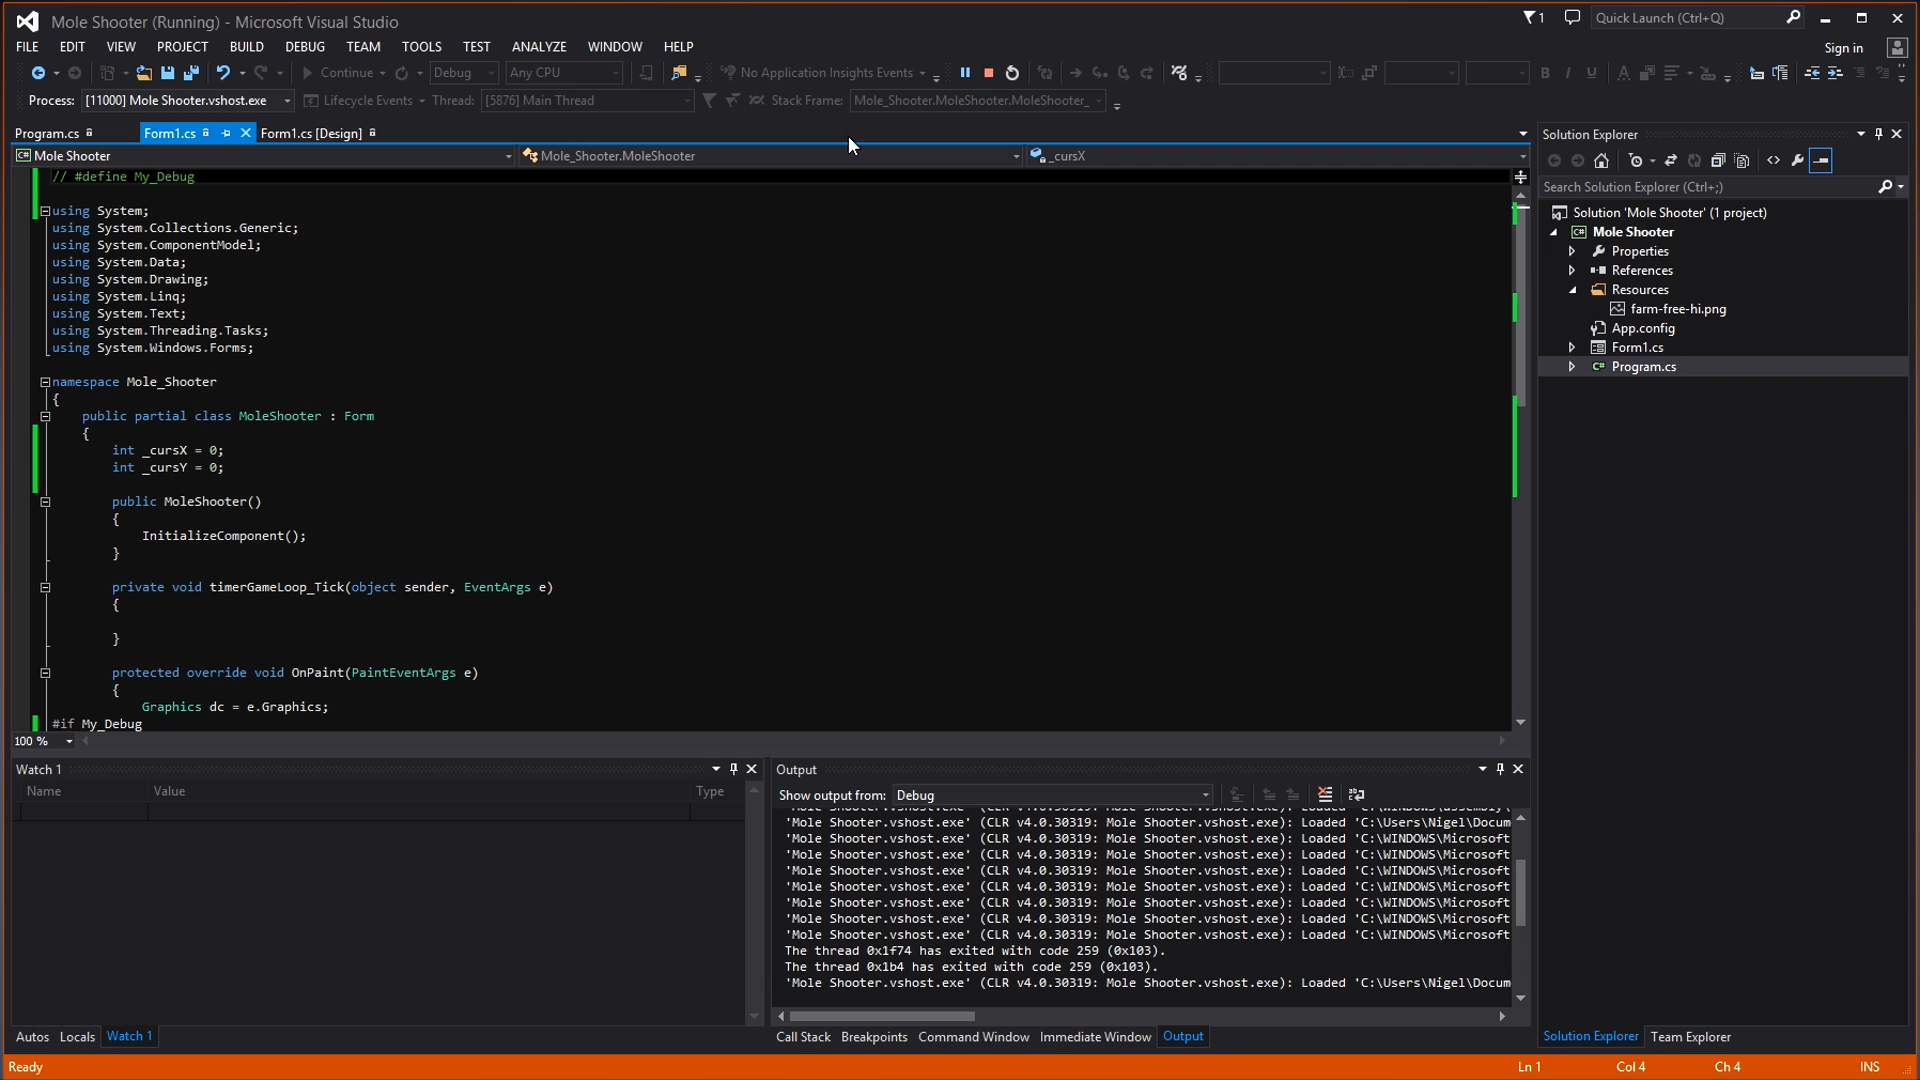 Mole Shooter (Running) - Microsoft Visual Studio
1
Quick Launch (Ctrl+Q)
FILE EDIT VIEW PROJECT BUILD DEBUG TEAM TOOLS TEST ANALYZE WINDOW HELP
Sign in
Continue Debug Any CPU No Application Insights Events
Process: [11000] Mole Shooter.vshost.exe Lifecycle Events Thread: [5876] Main Thread Stack Frame: Mole_Shooter.MoleShooter.MoleShooter_
Program.cs Form1.cs Form1.cs [Design]
Mole Shooter Mole_Shooter.MoleShooter _cursX
// #define My_Debug
using System;
using System.Collections.Generic;
using System.ComponentModel;
using System.Data;
using System.Drawing;
using System.Linq;
using System.Text;
using System.Threading.Tasks;
using System.Windows.Forms;
namespace Mole_Shooter
{
public partial class MoleShooter : Form
{
int _cursX = 0;
int _cursY = 0;
public MoleShooter()
{
InitializeComponent();
}
private void timerGameLoop_Tick(object sender, EventArgs e)
{
}
protected override void OnPaint(PaintEventArgs e)
{
Graphics dc = e.Graphics;
#if My_Debug
100 %
Solution Explorer
Search Solution Explorer (Ctrl+;)
Solution 'Mole Shooter' (1 project)
Mole Shooter
Properties
References
Resources
farm-free-hi.png
App.config
Form1.cs
Program.cs
Watch 1
Name Value Type
Autos Locals Watch 1
Output
Show output from: Debug
'Mole Shooter.vshost.exe' (CLR v4.0.30319: Mole Shooter.vshost.exe): Loaded 'C:\Users\Nigel\Docum
'Mole Shooter.vshost.exe' (CLR v4.0.30319: Mole Shooter.vshost.exe): Loaded 'C:\WINDOWS\Microsoft
'Mole Shooter.vshost.exe' (CLR v4.0.30319: Mole Shooter.vshost.exe): Loaded 'C:\WINDOWS\Microsoft
'Mole Shooter.vshost.exe' (CLR v4.0.30319: Mole Shooter.vshost.exe): Loaded 'C:\WINDOWS\Microsoft
'Mole Shooter.vshost.exe' (CLR v4.0.30319: Mole Shooter.vshost.exe): Loaded 'C:\WINDOWS\Microsoft
'Mole Shooter.vshost.exe' (CLR v4.0.30319: Mole Shooter.vshost.exe): Loaded 'C:\WINDOWS\Microsoft
'Mole Shooter.vshost.exe' (CLR v4.0.30319: Mole Shooter.vshost.exe): Loaded 'C:\WINDOWS\Microsoft
'Mole Shooter.vshost.exe' (CLR v4.0.30319: Mole Shooter.vshost.exe): Loaded 'C:\WINDOWS\Microsoft
The thread 0x1f74 has exited with code 259 (0x103).
The thread 0x1b4 has exited with code 259 (0x103).
'Mole Shooter.vshost.exe' (CLR v4.0.30319: Mole Shooter.vshost.exe): Loaded 'C:\Users\Nigel\Docum
Call Stack Breakpoints Command Window Immediate Window Output
Solution Explorer Team Explorer
Ready Ln 1 Col 4 Ch 4 INS